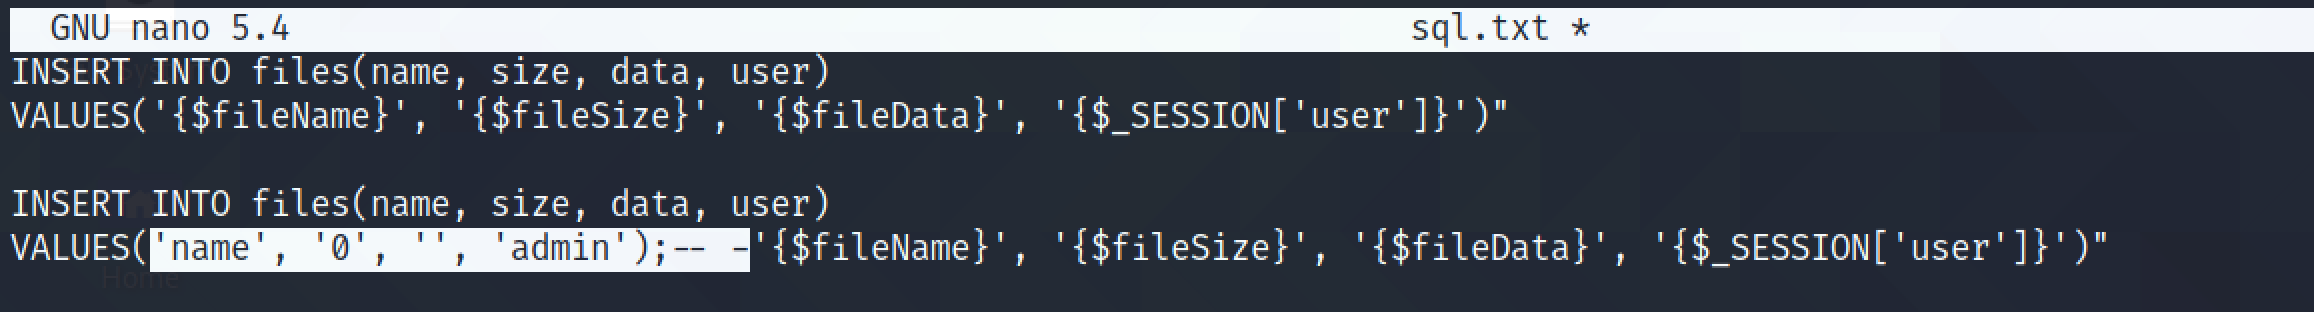 GNU nano 5.4 sql.txt *
INSERT INTO files(name, size, data, user)
VALUES('{$fileName}', '{$fileSize}', '{$fileData}', '{$_SESSION['user']}')"
INSERT INTO files(name, size, data, user)
VALUES('name', '0', '', 'admin');-- -'{$fileName}', '{$fileSize}', '{$fileData}', '{$_SESSION['user']}')"
Home